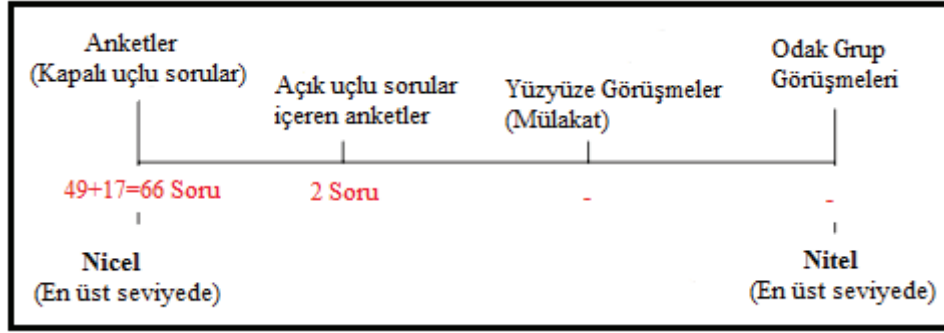 Anketler
(Kapalı uçlu sorular)
Açık uçlu sorular
içeren anketler
Yüzyüze Görüşmeler
(Mülakat)
Odak Grup
Görüşmeleri
49+17=66 Soru
2 Soru
-
-
Nicel
(En üst seviyede)
Nitel
(En üst seviyede)